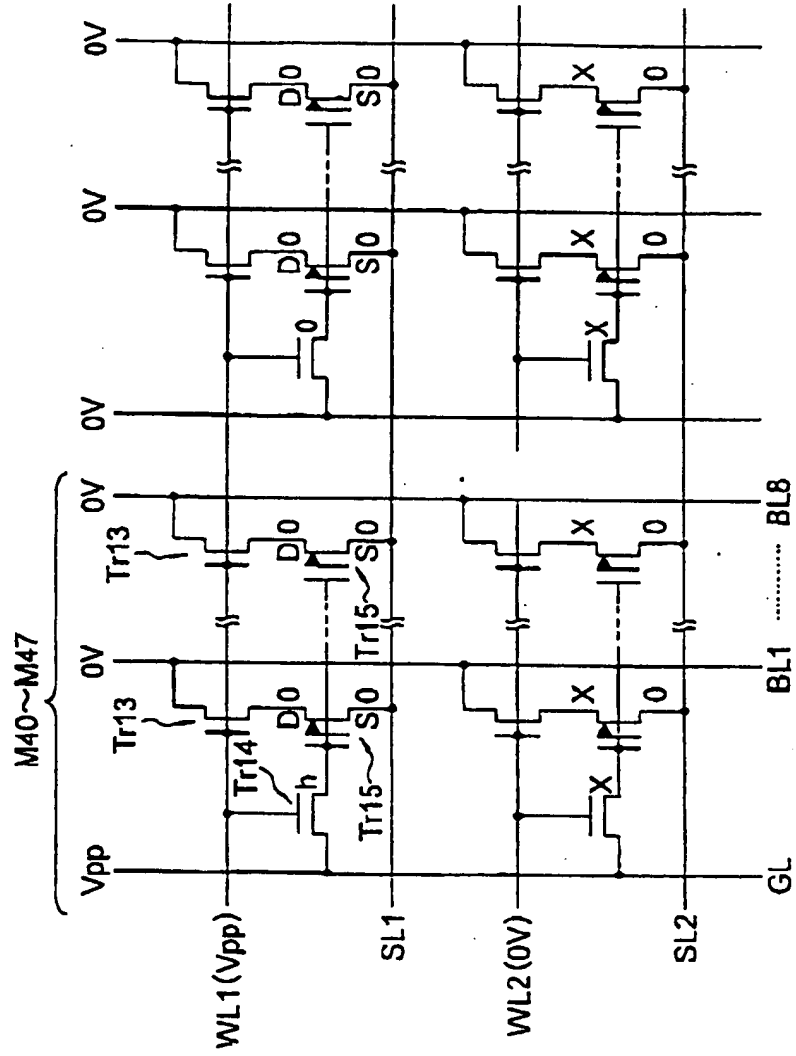 M40~M47
Vpp 0V 0V 0V 0V 0V
Tr13 Tr13
WL1(Vpp)
Tr14
h D 0 D 0 0 D 0 D 0
S 0 S 0 S 0 S 0
Tr15 Tr15
SL1
WL2(0V)
X X X X X X
0 0 0 0
SL2
GL BL1 ........... BL8